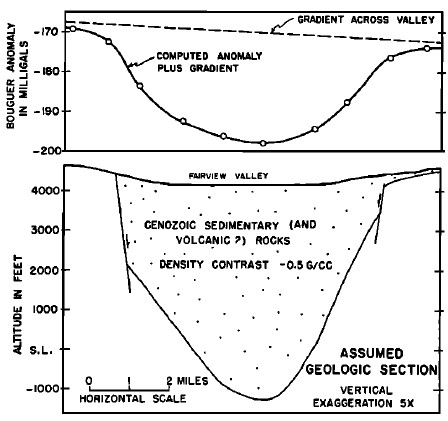 BOUGUER ANOMALY
IN MILLIGALS
-170
-180
-190
-200
GRADIENT ACROSS VALLEY
COMPUTED ANOMALY
PLUS GRADIENT
ALTITUDE IN FEET
4000
3000
2000
1000
S.L.
-1000
FAIRVIEW VALLEY
CENOZOIC SEDIMENTARY (AND
VOLCANIC ?) ROCKS
DENSITY CONTRAST -0.5 G/CC
0 1 2 MILES
HORIZONTAL SCALE
ASSUMED
GEOLOGIC SECTION
VERTICAL
EXAGGERATION 5X